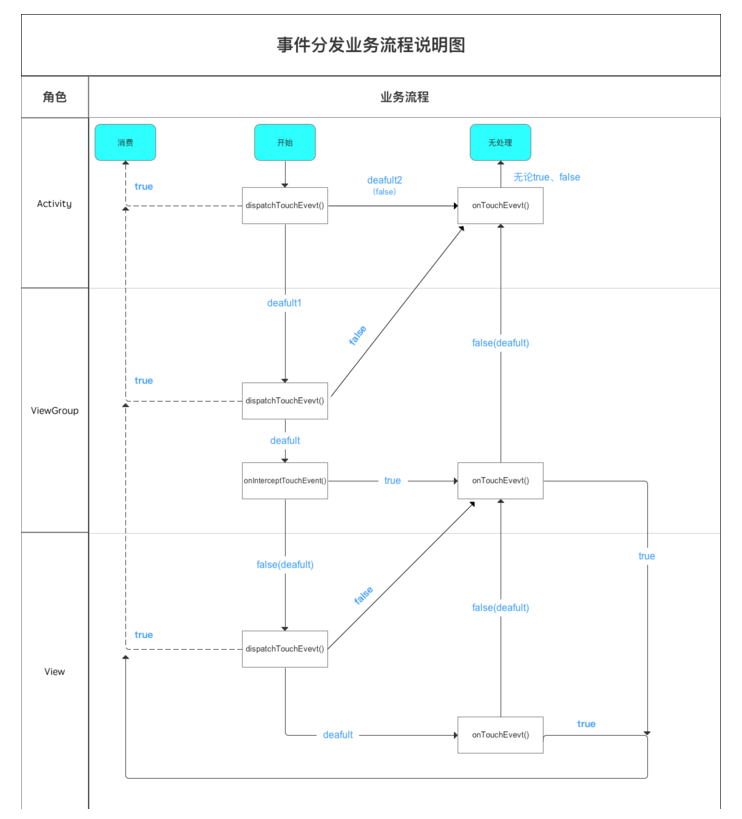 事件分发业务流程说明图
角色
业务流程
消费
开始
无处理
true
deafult2
(false)
无论true、false
Activity
dispatchTouchEvevt()
onTouchEvevt()
deafult1
false
false(deafult)
true
dispatchTouchEvevt()
ViewGroup
deafult
onInterceptTouchEvent()
true
onTouchEvevt()
true
false(deafult)
false
false(deafult)
true
dispatchTouchEvevt()
View
deafult
onTouchEvevt()
true